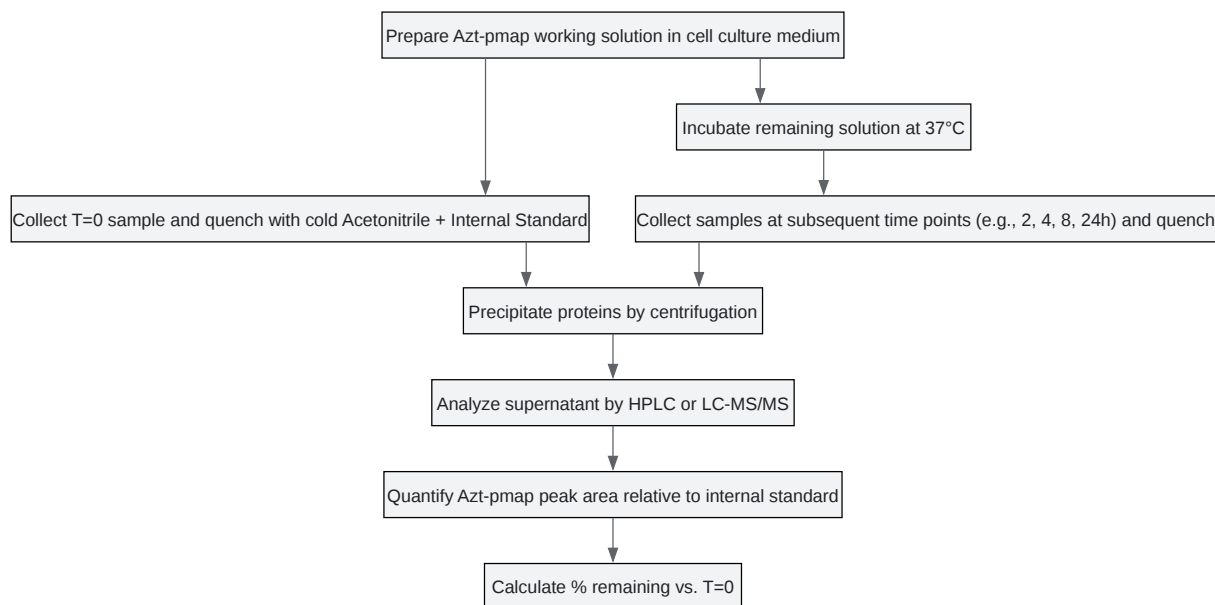 Prepare Azt-pmap working solution in cell culture medium
Incubate remaining solution at 37°C
Collect T=0 sample and quench with cold Acetonitrile + Internal Standard
Collect samples at subsequent time points (e.g., 2, 4, 8, 24h) and quench
Precipitate proteins by centrifugation
Analyze supernatant by HPLC or LC-MS/MS
Quantify Azt-pmap peak area relative to internal standard
Calculate % remaining vs. T=0